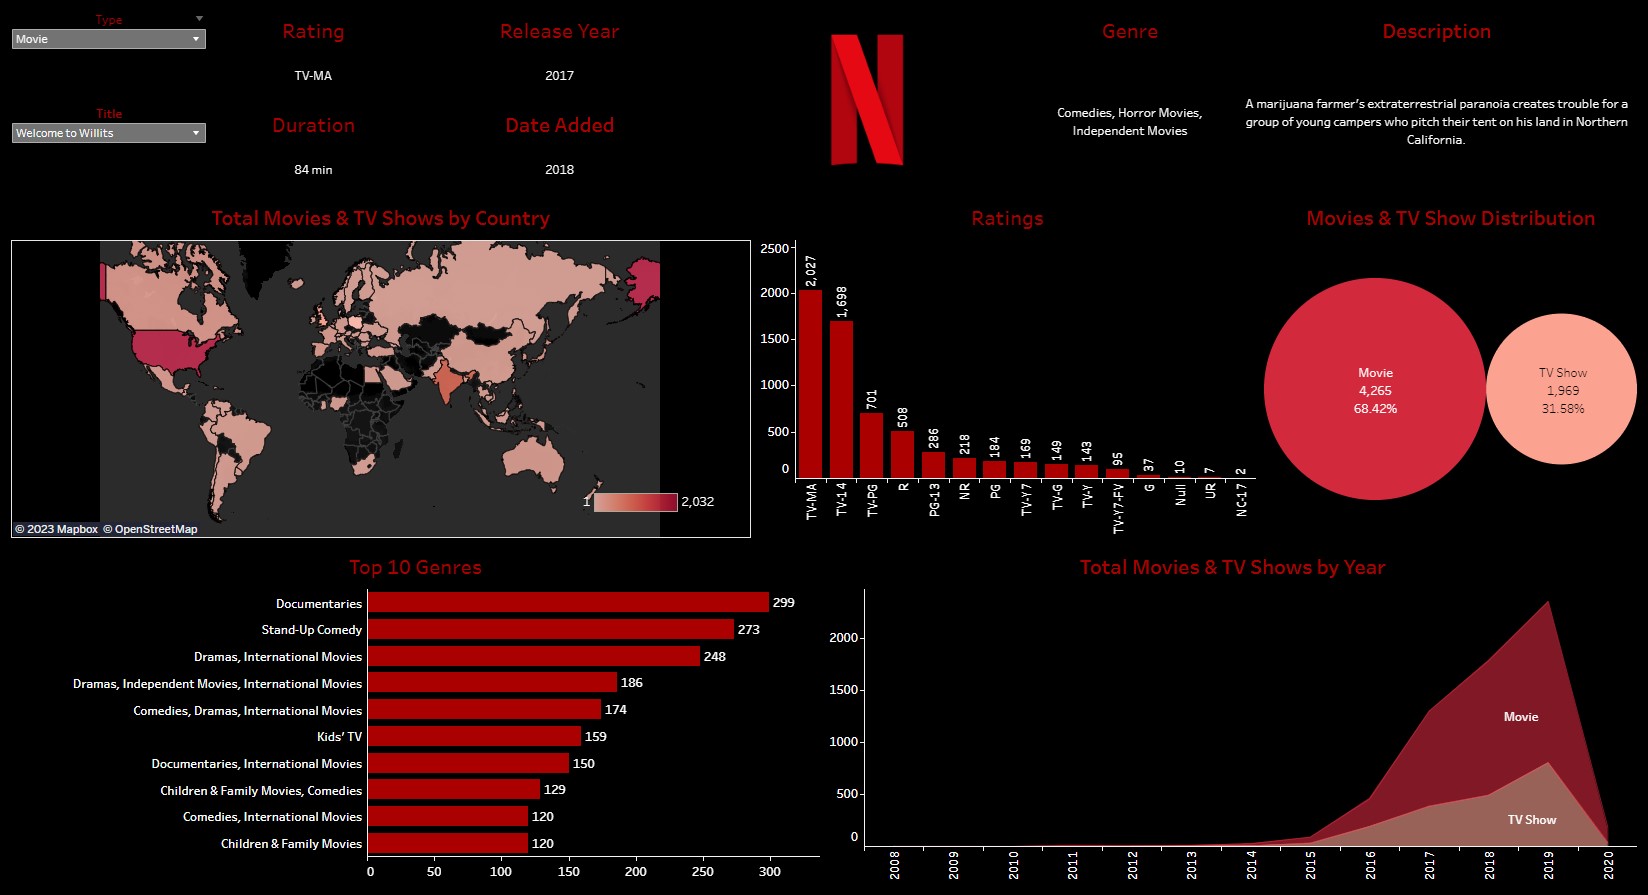 Type
Movie
Title
Welcome to Willits
Rating
TV-MA
Duration
84 min
Release Year
2017
Date Added
2018
Genre
Comedies, Horror Movies,
Independent Movies
Description
A marijuana farmer’s extraterrestrial paranoia creates trouble for a
group of young campers who pitch their tent on his land in Northern
California.
Total Movies & TV Shows by Country
1
2,032
© 2023 Mapbox © OpenStreetMap
Ratings
2500
2000
1500
1000
500
0
2,027
1,698
701
508
286
218
184
169
149
143
95
37
10
7
2
TV-MA
TV-14
TV-PG
R
PG-13
NR
PG
TV-Y7
TV-G
TV-Y
TV-Y7-FV
G
Null
UR
NC-17
Movies & TV Show Distribution
Movie
4,265
68.42%
TV Show
1,969
31.58%
Top 10 Genres
Documentaries 299
Stand-Up Comedy 273
Dramas, International Movies 248
Dramas, Independent Movies, International Movies 186
Comedies, Dramas, International Movies 174
Kids’ TV 159
Documentaries, International Movies 150
Children & Family Movies, Comedies 129
Comedies, International Movies 120
Children & Family Movies 120
0 50 100 150 200 250 300
Total Movies & TV Shows by Year
2000
1500
1000
500
0
Movie
TV Show
2008
2009
2010
2011
2012
2013
2014
2015
2016
2017
2018
2019
2020